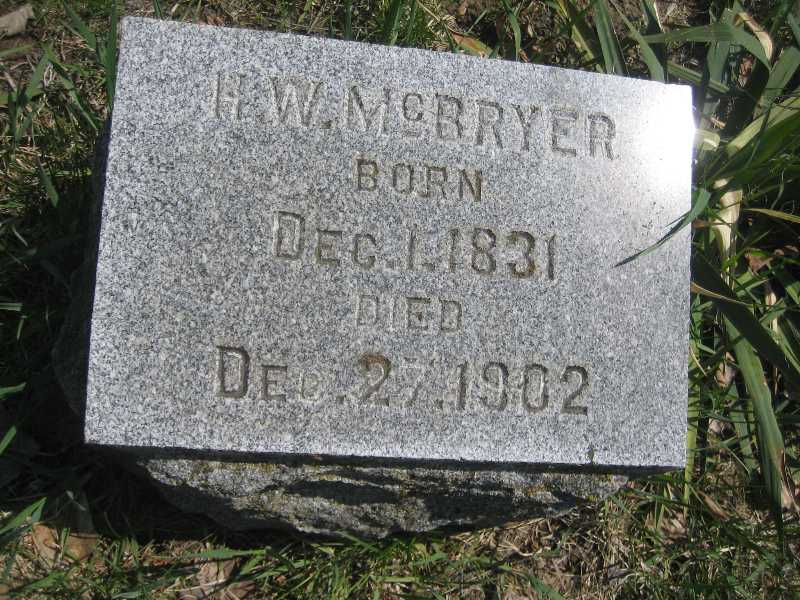 H.W. McBRYER
BORN
DEC. 1. 1831
DIED
DEC. 27. 1902